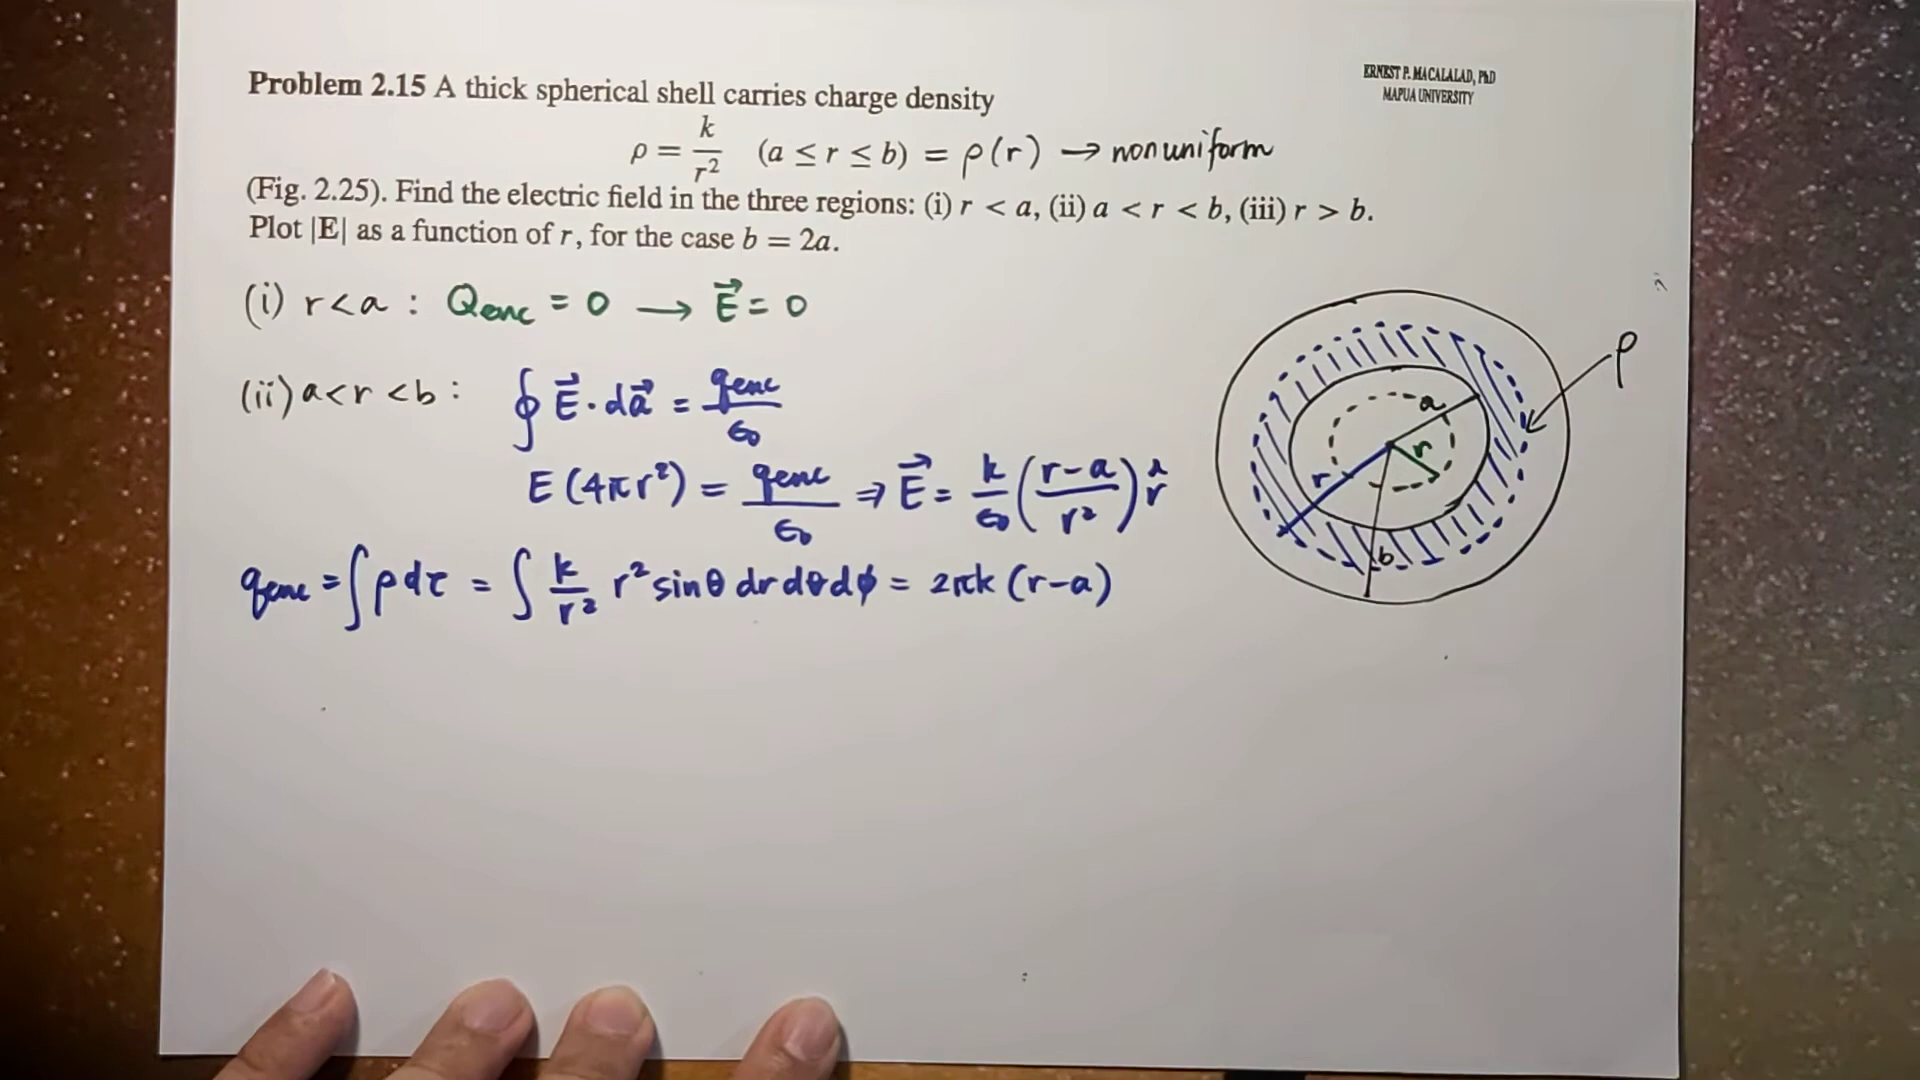 ERNEST P. MACALALAD, PhD
MAPUA UNIVERSITY
Problem 2.15 A thick spherical shell carries charge density
ρ = k/r² (a ≤ r ≤ b) = ρ(r) → nonuniform
(Fig. 2.25). Find the electric field in the three regions: (i) r < a, (ii) a < r < b, (iii) r > b.
Plot |E| as a function of r, for the case b = 2a.
(i) r < a : Qenc = 0 → E⃗ = 0
(ii) a < r < b : ∮ E⃗ · da⃗ = qenc/ϵ₀
E (4πr²) = qenc/ϵ₀ ⇒ E⃗ = k/ϵ₀ ((r-a)/r²) r̂
qenc = ∫ρdτ = ∫ k/r² r² sinθ dr dθ dϕ = 2πk (r-a)
ρ
a
r
r
b